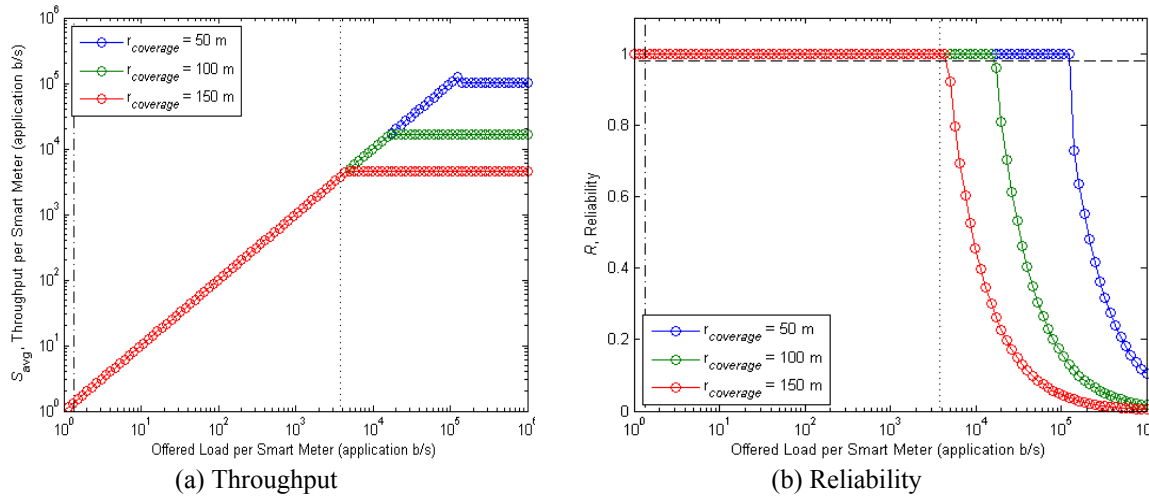 10^6
10^5
10^4
10^3
10^2
10^1
10^0
S_avg, Throughput per Smart Meter (application b/s)
r_coverage = 50 m
r_coverage = 100 m
r_coverage = 150 m
10^0 10^1 10^2 10^3 10^4 10^5 10^6
Offered Load per Smart Meter (application b/s)
(a) Throughput
1
0.8
0.6
0.4
0.2
0
R, Reliability
r_coverage = 50 m
r_coverage = 100 m
r_coverage = 150 m
10^0 10^1 10^2 10^3 10^4 10^5 10^6
Offered Load per Smart Meter (application b/s)
(b) Reliability